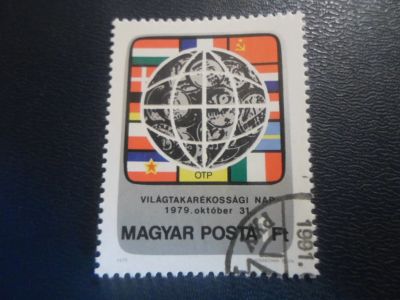 OTP
VILÁGTAKARÉKOSSÁGI NAP
1979. október 31.
MAGYAR POSTA Ft
1991.